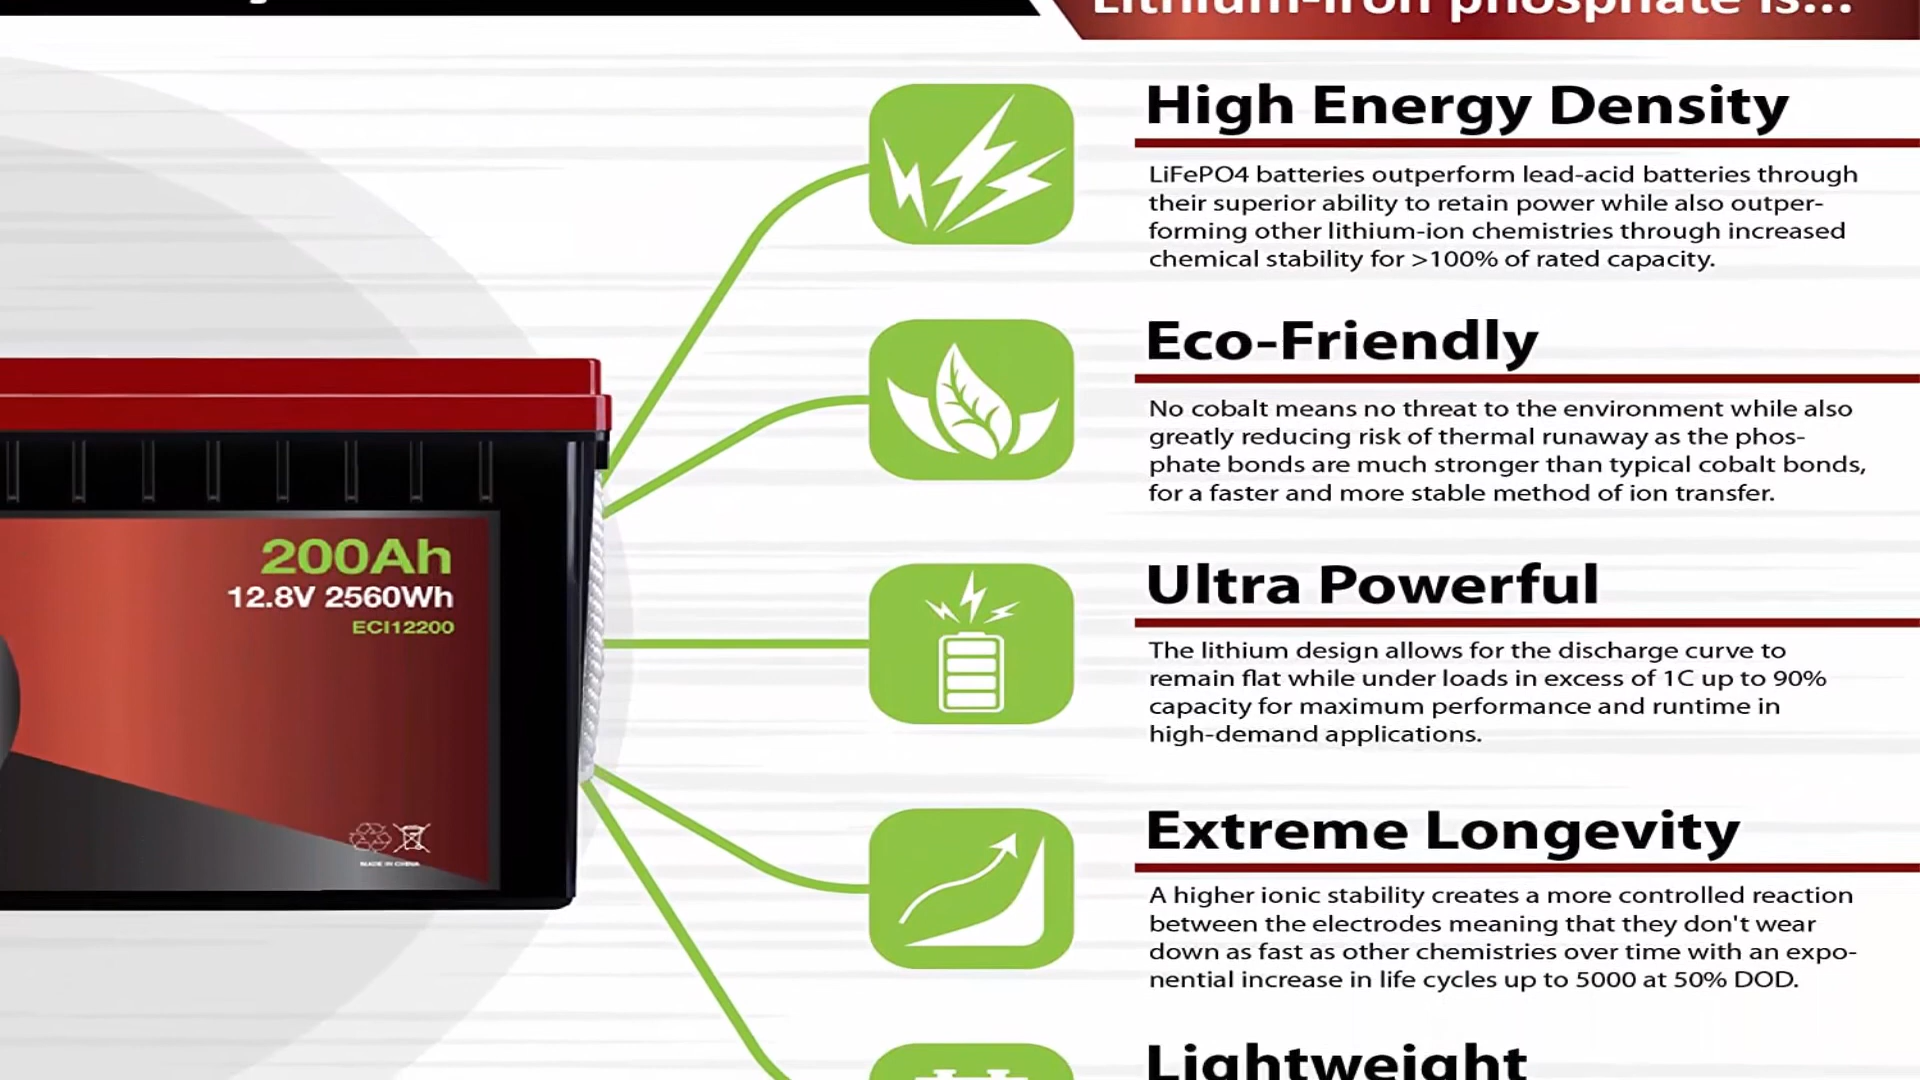 Lithium-iron phosphate is...
High Energy Density
LiFePO4 batteries outperform lead-acid batteries through
their superior ability to retain power while also outper-
forming other lithium-ion chemistries through increased
chemical stability for >100% of rated capacity.
Eco-Friendly
No cobalt means no threat to the environment while also
greatly reducing risk of thermal runaway as the phos-
phate bonds are much stronger than typical cobalt bonds,
for a faster and more stable method of ion transfer.
200Ah
12.8V 2560Wh
ECI12200
MADE IN CHINA
Ultra Powerful
The lithium design allows for the discharge curve to
remain flat while under loads in excess of 1C up to 90%
capacity for maximum performance and runtime in
high-demand applications.
Extreme Longevity
A higher ionic stability creates a more controlled reaction
between the electrodes meaning that they don't wear
down as fast as other chemistries over time with an expo-
nential increase in life cycles up to 5000 at 50% DOD.
Lightweight